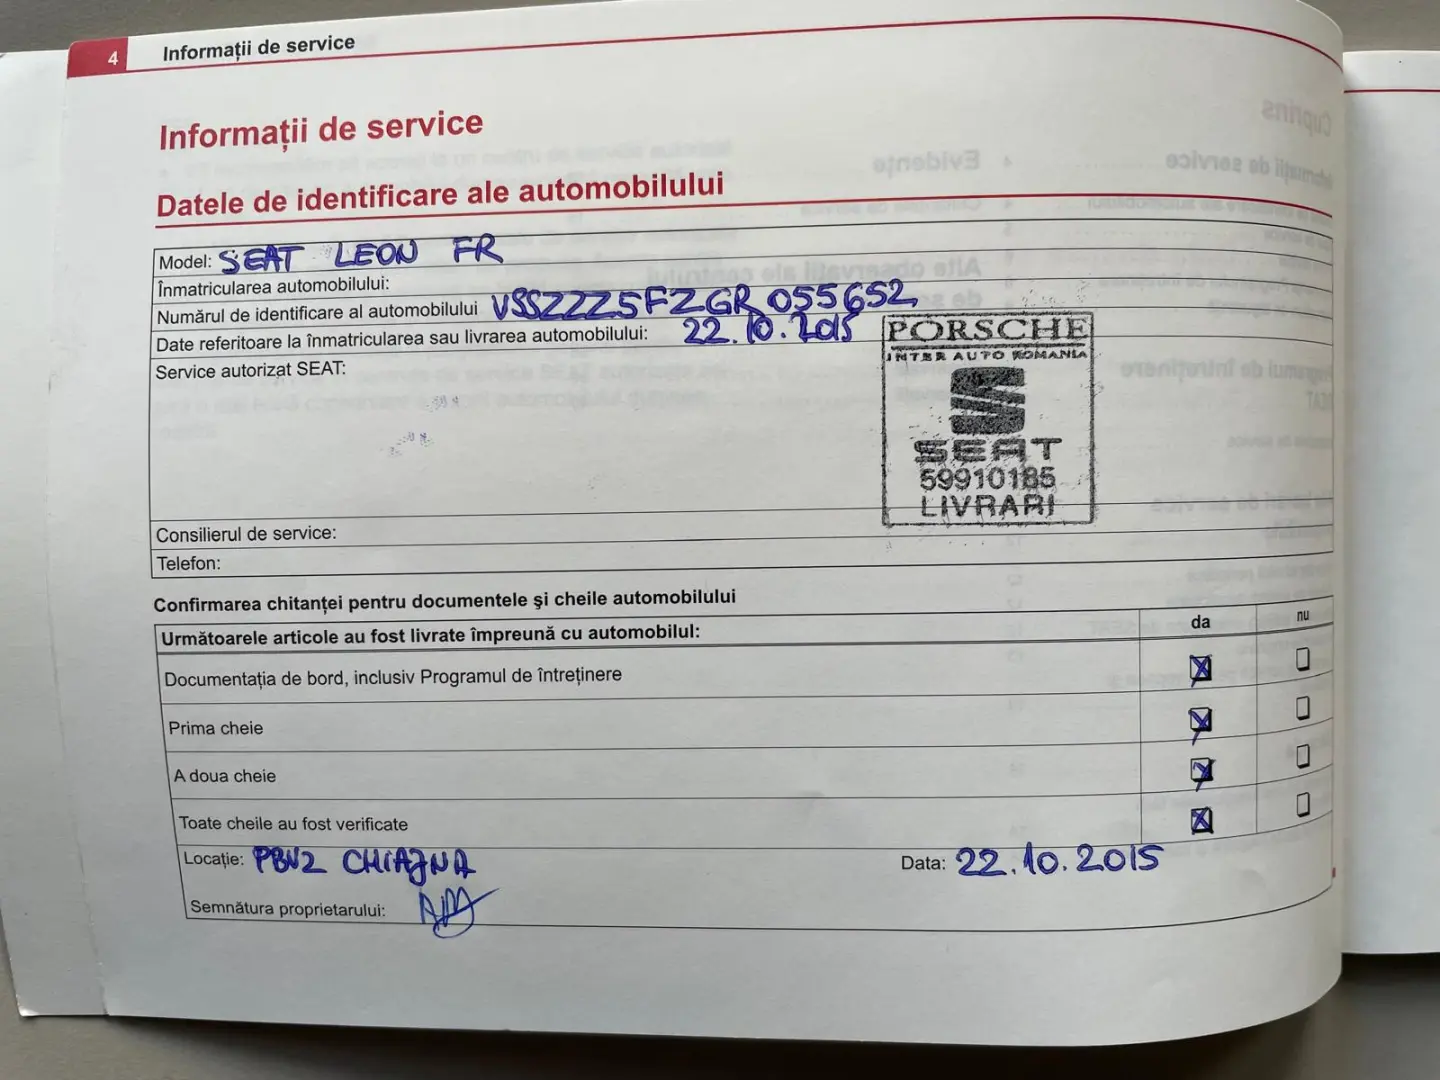 4 Informații de service
Informații de service
Datele de identificare ale automobilului
Model: SEAT LEON FR
Înmatricularea automobilului:
Numărul de identificare al automobilului VSSZZZ5FZGR055652
Date referitoare la înmatricularea sau livrarea automobilului: 22.10.2015
Service autorizat SEAT:
PORSCHE
INTER AUTO ROMANIA
SEAT
59910185
LIVRARI
Consilierul de service:
Telefon:
Confirmarea chitanței pentru documentele și cheile automobilului
Următoarele articole au fost livrate împreună cu automobilul: da nu
Documentația de bord, inclusiv Programul de întreținere
Prima cheie
A doua cheie
Toate cheile au fost verificate
Locație: PBN2 CHIAJNA Data: 22.10.2015
Semnătura proprietarului: